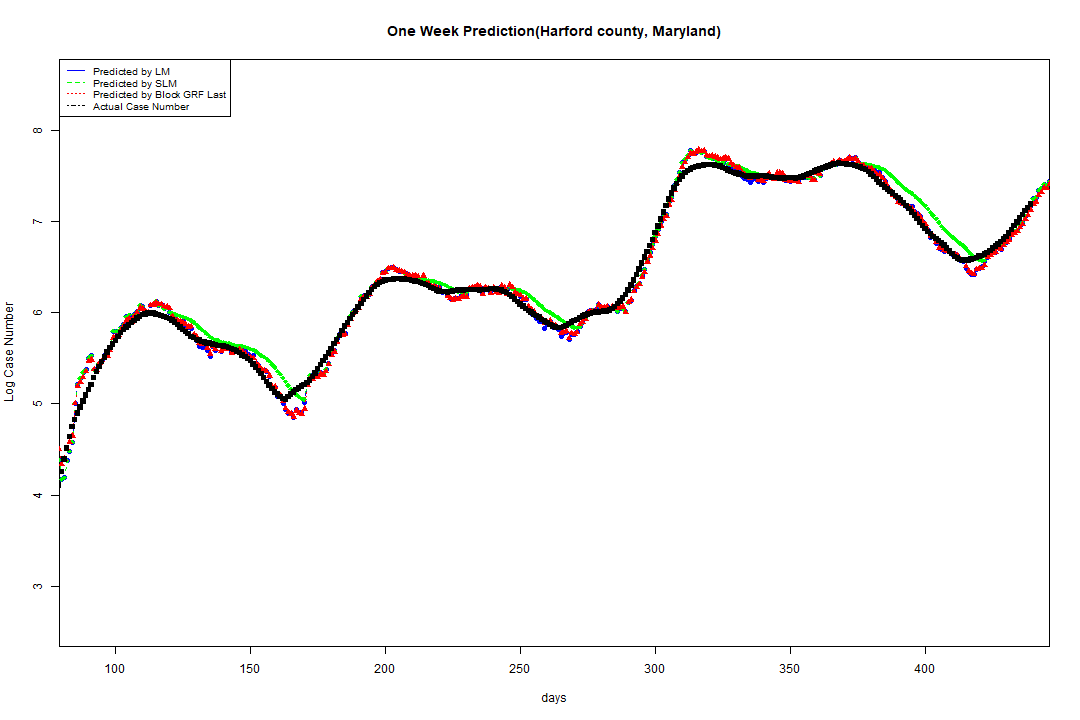 One Week Prediction(Harford county, Maryland)
Predicted by LM
Predicted by SLM
Predicted by Block GRF Last
Actual Case Number
8
7
6
5
4
3
Log Case Number
100 150 200 250 300 350 400
days